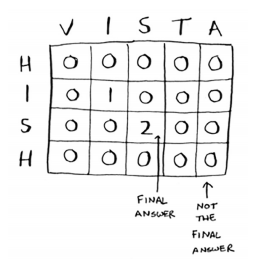 V I S T A
H 0 0 0 0 0
I 0 1 0 0 0
S 0 0 2 0 0
H 0 0 0 0 0
FINAL
ANSWER
NOT
THE
FINAL
ANSWER